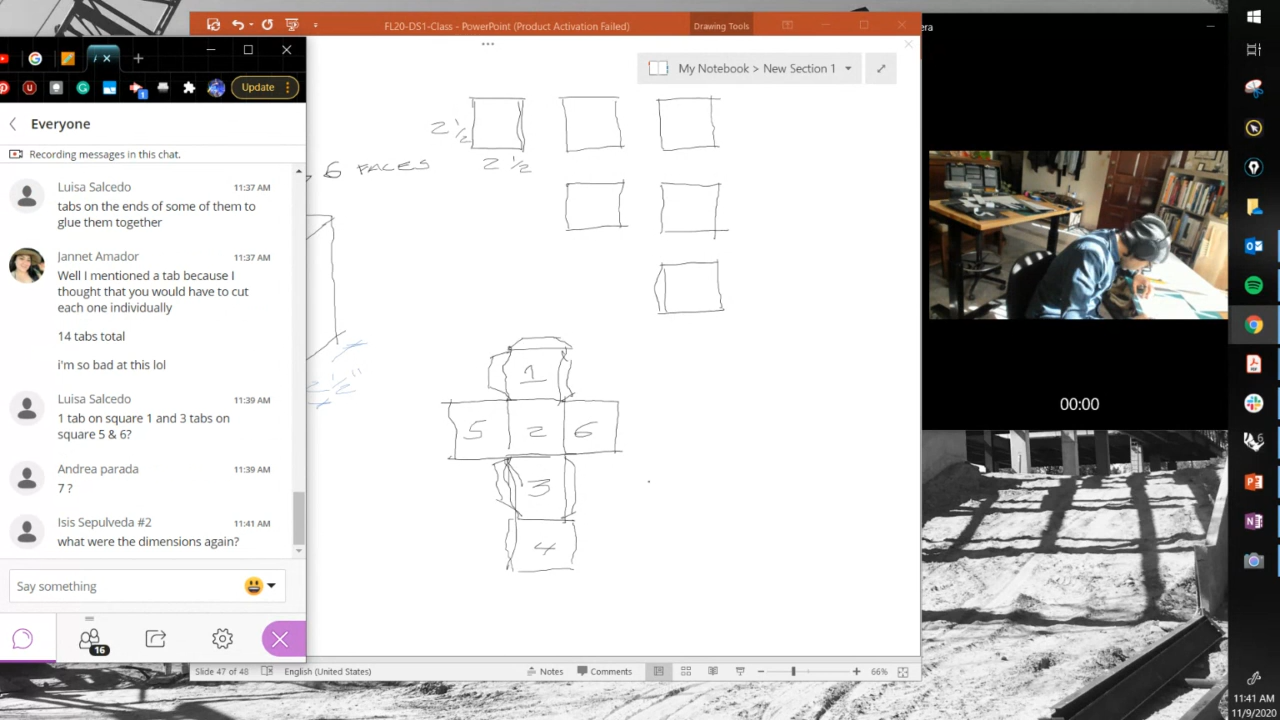 FL20-DS1-Class - PowerPoint (Product Activation Failed)
Drawing Tools
era
Update
My Notebook > New Section 1
Everyone
Recording messages in this chat.
Luisa Salcedo 11:37 AM
tabs on the ends of some of them to
glue them together
Jannet Amador 11:37 AM
Well I mentioned a tab because I
thought that you would have to cut
each one individually
14 tabs total
i'm so bad at this lol
Luisa Salcedo 11:39 AM
1 tab on square 1 and 3 tabs on
square 5 & 6?
Andrea parada 11:39 AM
7 ?
Isis Sepulveda #2 11:41 AM
what were the dimensions again?
Say something
16
2 1/2
6 FACES 2 1/2
2 1/2"
1
5 2 6
3
4
00:00
Slide 47 of 48 English (United States) Notes Comments 66%
11:41 AM
11/9/2020